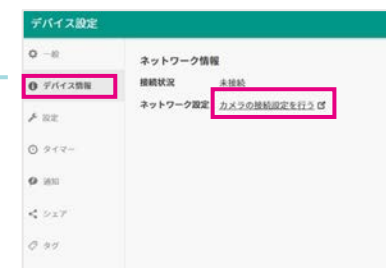 デバイス設定
一般
デバイス情報
設定
タイマー
通知
シェア
タグ
ネットワーク情報
接続状況 未接続
ネットワーク設定 カメラの接続設定を行う